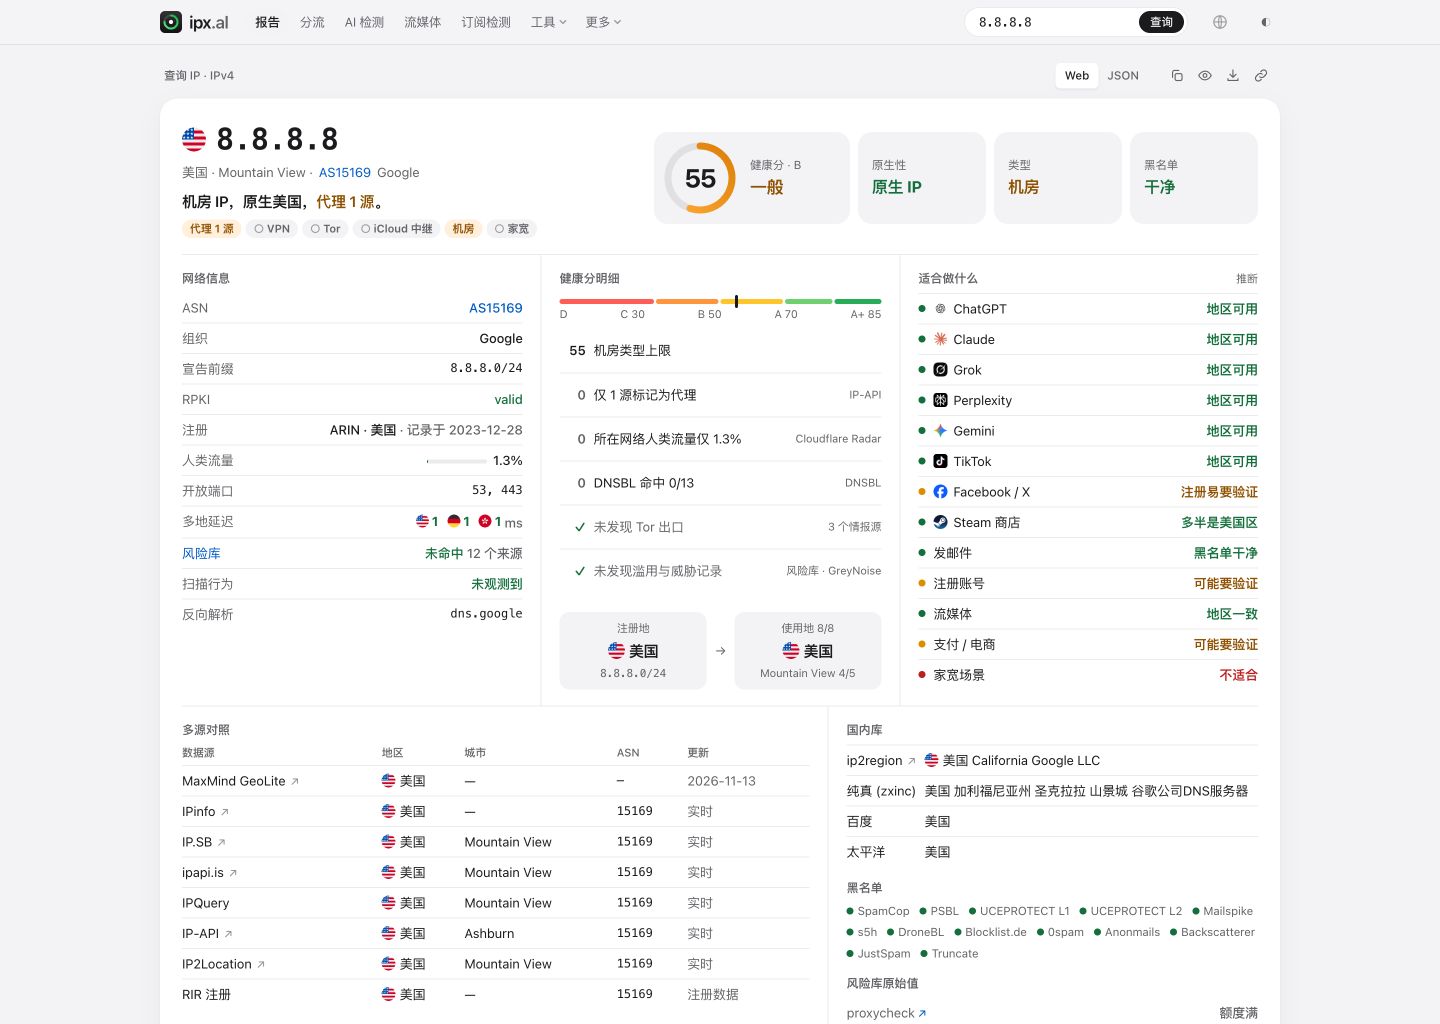 ipx.al 报告 分流 AI 检测 流媒体 订阅检测 工具 更多 8.8.8.8 查询
查询 IP · IPv4 Web JSON
8.8.8.8
美国 · Mountain View · AS15169 Google
机房 IP，原生美国，代理 1 源。
代理 1 源 VPN Tor iCloud 中继 机房 家宽
55 健康分 · B 一般
原生性 原生 IP
类型 机房
黑名单 干净
网络信息
ASN AS15169
组织 Google
宣告前缀 8.8.8.0/24
RPKI valid
注册 ARIN · 美国 · 记录于 2023-12-28
人类流量 1.3%
开放端口 53, 443
多地延迟 1 1 1 ms
风险库 未命中 12 个来源
扫描行为 未观测到
反向解析 dns.google
健康分明细
D C 30 B 50 A 70 A+ 85
55 机房类型上限
0 仅 1 源标记为代理 IP-API
0 所在网络人类流量仅 1.3% Cloudflare Radar
0 DNSBL 命中 0/13 DNSBL
未发现 Tor 出口 3 个情报源
未发现滥用与威胁记录 风险库 · GreyNoise
注册地 美国 8.8.8.0/24
→
使用地 8/8 美国 Mountain View 4/5
适合做什么 推断
ChatGPT 地区可用
Claude 地区可用
Grok 地区可用
Perplexity 地区可用
Gemini 地区可用
TikTok 地区可用
Facebook / X 注册易要验证
Steam 商店 多半是美国区
发邮件 黑名单干净
注册账号 可能要验证
流媒体 地区一致
支付 / 电商 可能要验证
家宽场景 不适合
多源对照
数据源 地区 城市 ASN 更新
MaxMind GeoLite ↗ 美国 — — 2026-11-13
IPinfo ↗ 美国 — 15169 实时
IP.SB ↗ 美国 Mountain View 15169 实时
ipapi.is ↗ 美国 Mountain View 15169 实时
IPQuery 美国 Mountain View 15169 实时
IP-API ↗ 美国 Ashburn 15169 实时
IP2Location ↗ 美国 Mountain View 15169 实时
RIR 注册 美国 — 15169 注册数据
国内库
ip2region ↗ 美国 California Google LLC
纯真 (zxinc) 美国 加利福尼亚州 圣克拉拉 山景城 谷歌公司DNS服务器
百度 美国
太平洋 美国
黑名单
SpamCop PSBL UCEPROTECT L1 UCEPROTECT L2 Mailspike
s5h DroneBL Blocklist.de 0spam Anonmails Backscatterer
JustSpam Truncate
风险库原始值
proxycheck ↗ 额度满